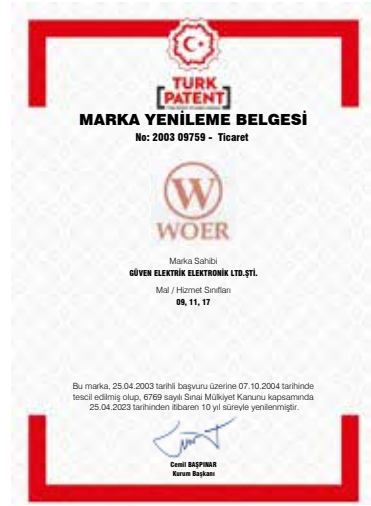 TÜRK
PATENT
MARKA YENİLEME BELGESİ
No: 2003 09759 - Ticaret
W
WOER
Marka Sahibi
GÜVEN ELEKTRİK ELEKTRONİK LTD.ŞTİ.
Mal / Hizmet Sınıfları
09, 11, 17
Bu marka, 25.04.2003 tarihli başvuru üzerine 07.10.2004 tarihinde
tescil edilmiş olup, 6769 sayılı Sınai Mülkiyet Kanunu kapsamında
25.04.2023 tarihinden itibaren 10 yıl süreyle yenilenmiştir.
Cemil BAŞPINAR
Kurum Başkanı